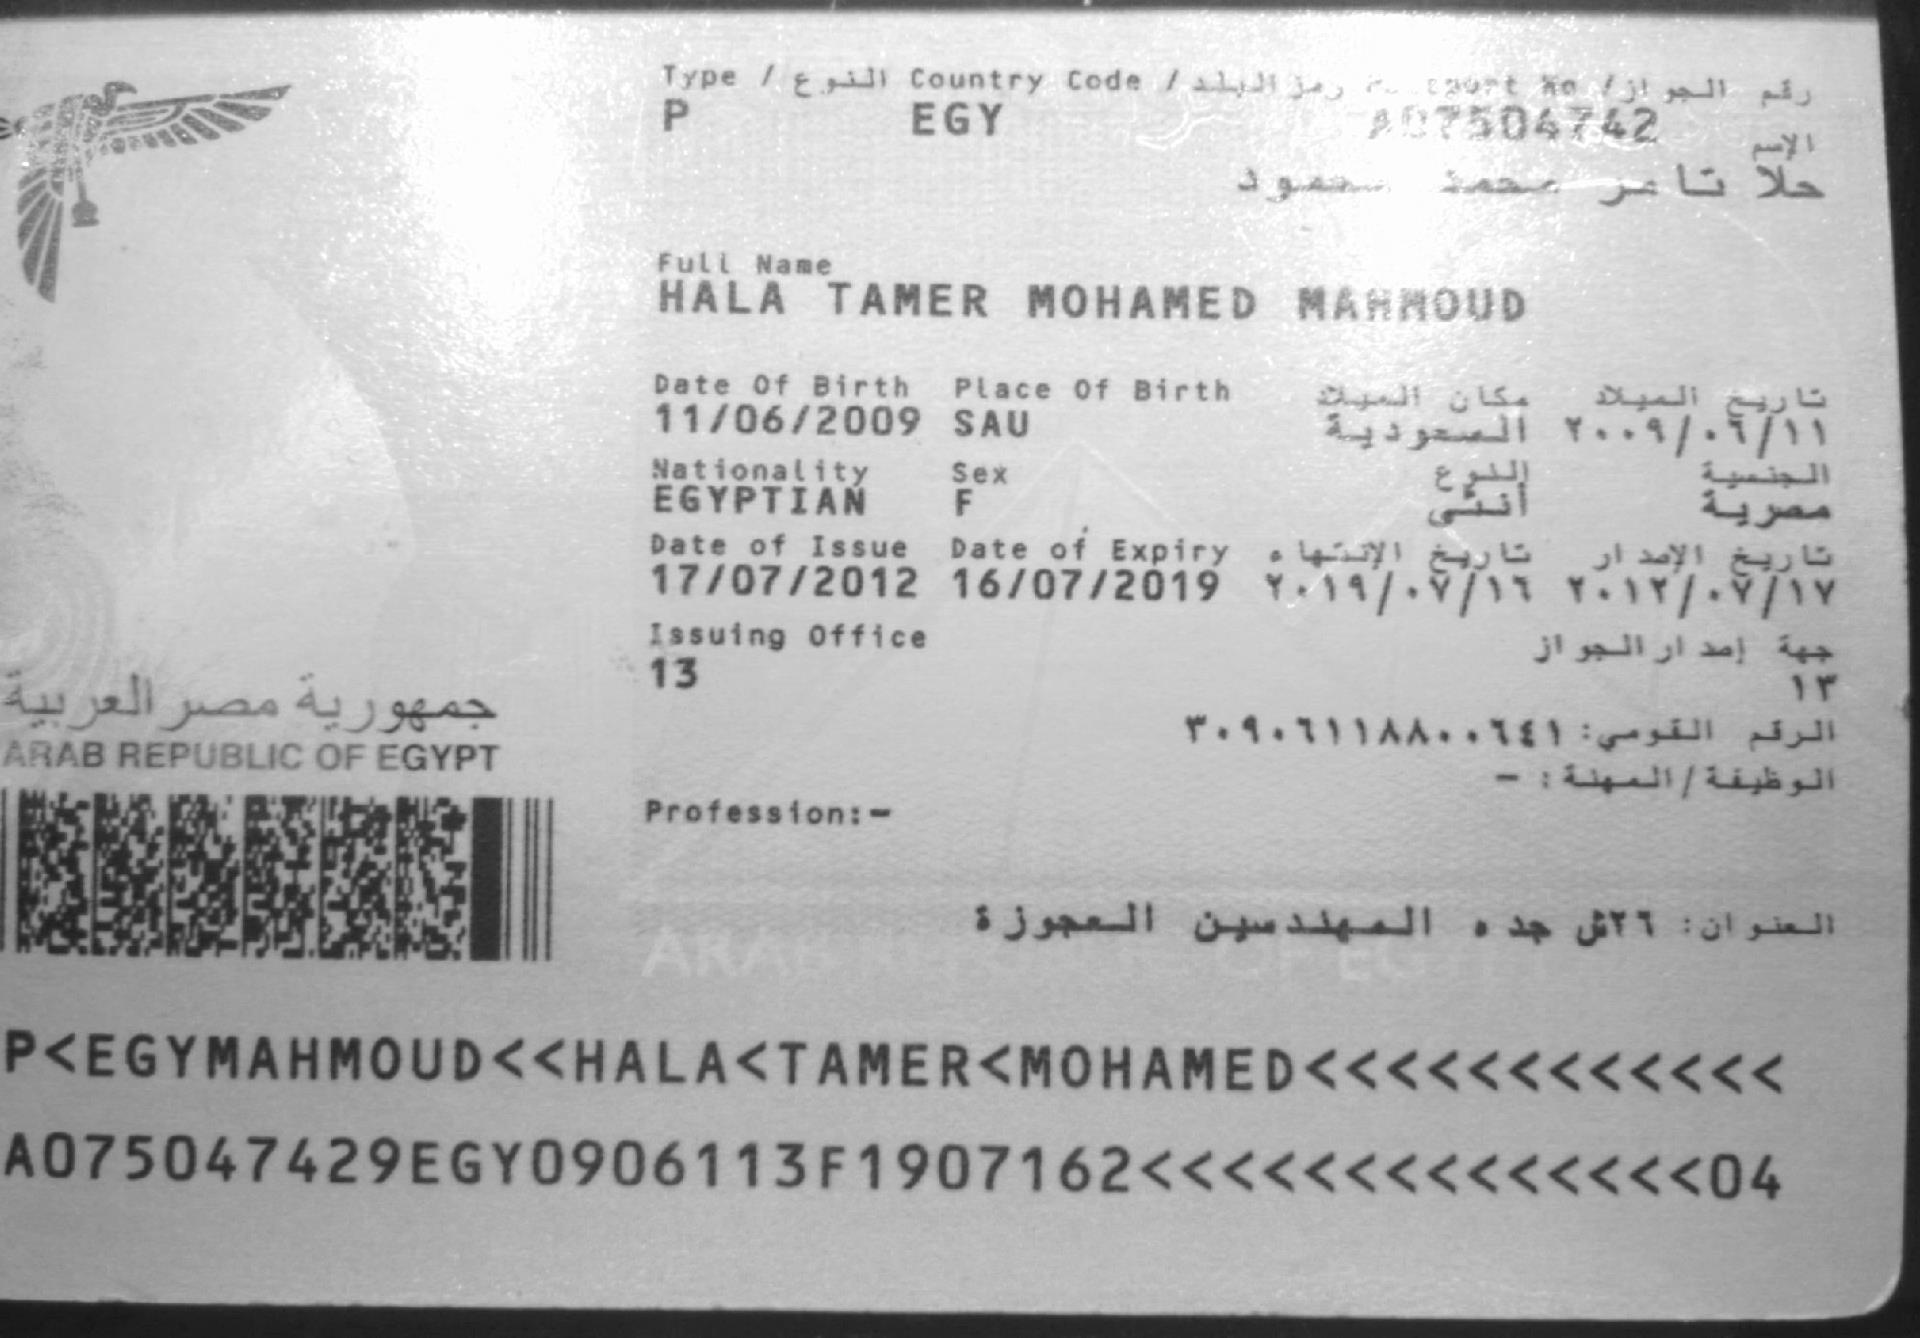 Type / النوع Country Code / رمز البلد Passport No / رقم الجواز
P EGY A07504742
الإسم
حلا تامر محمد محمود
Full Name
HALA TAMER MOHAMED MAHMOUD
Date Of Birth Place Of Birth مكان الميلاد تاريخ الميلاد
11/06/2009 SAU السعودية ٢٠٠٩/٠٦/١١
Nationality Sex النوع الجنسية
EGYPTIAN F أنثى مصرية
Date of Issue Date of Expiry تاريخ الإنتهاء تاريخ الإصدار
17/07/2012 16/07/2019 ٢٠١٩/٠٧/١٦ ٢٠١٢/٠٧/١٧
Issuing Office جهة إصدار الجواز
13 ١٣
الرقم القومي: ٣٠٩٠٦١١٨٨٠٠٦٤١
الوظيفة/المهنة: -
Profession:-
جمهورية مصر العربية
ARAB REPUBLIC OF EGYPT
العنوان: ٢٦ش جده المهندسين العجوزة
ARAB REPUBLIC OF EGYPT
P<EGYMAHMOUD<<HALA<TAMER<MOHAMED<<<<<<<<<<<<
A075047429EGY0906113F1907162<<<<<<<<<<<<<<04